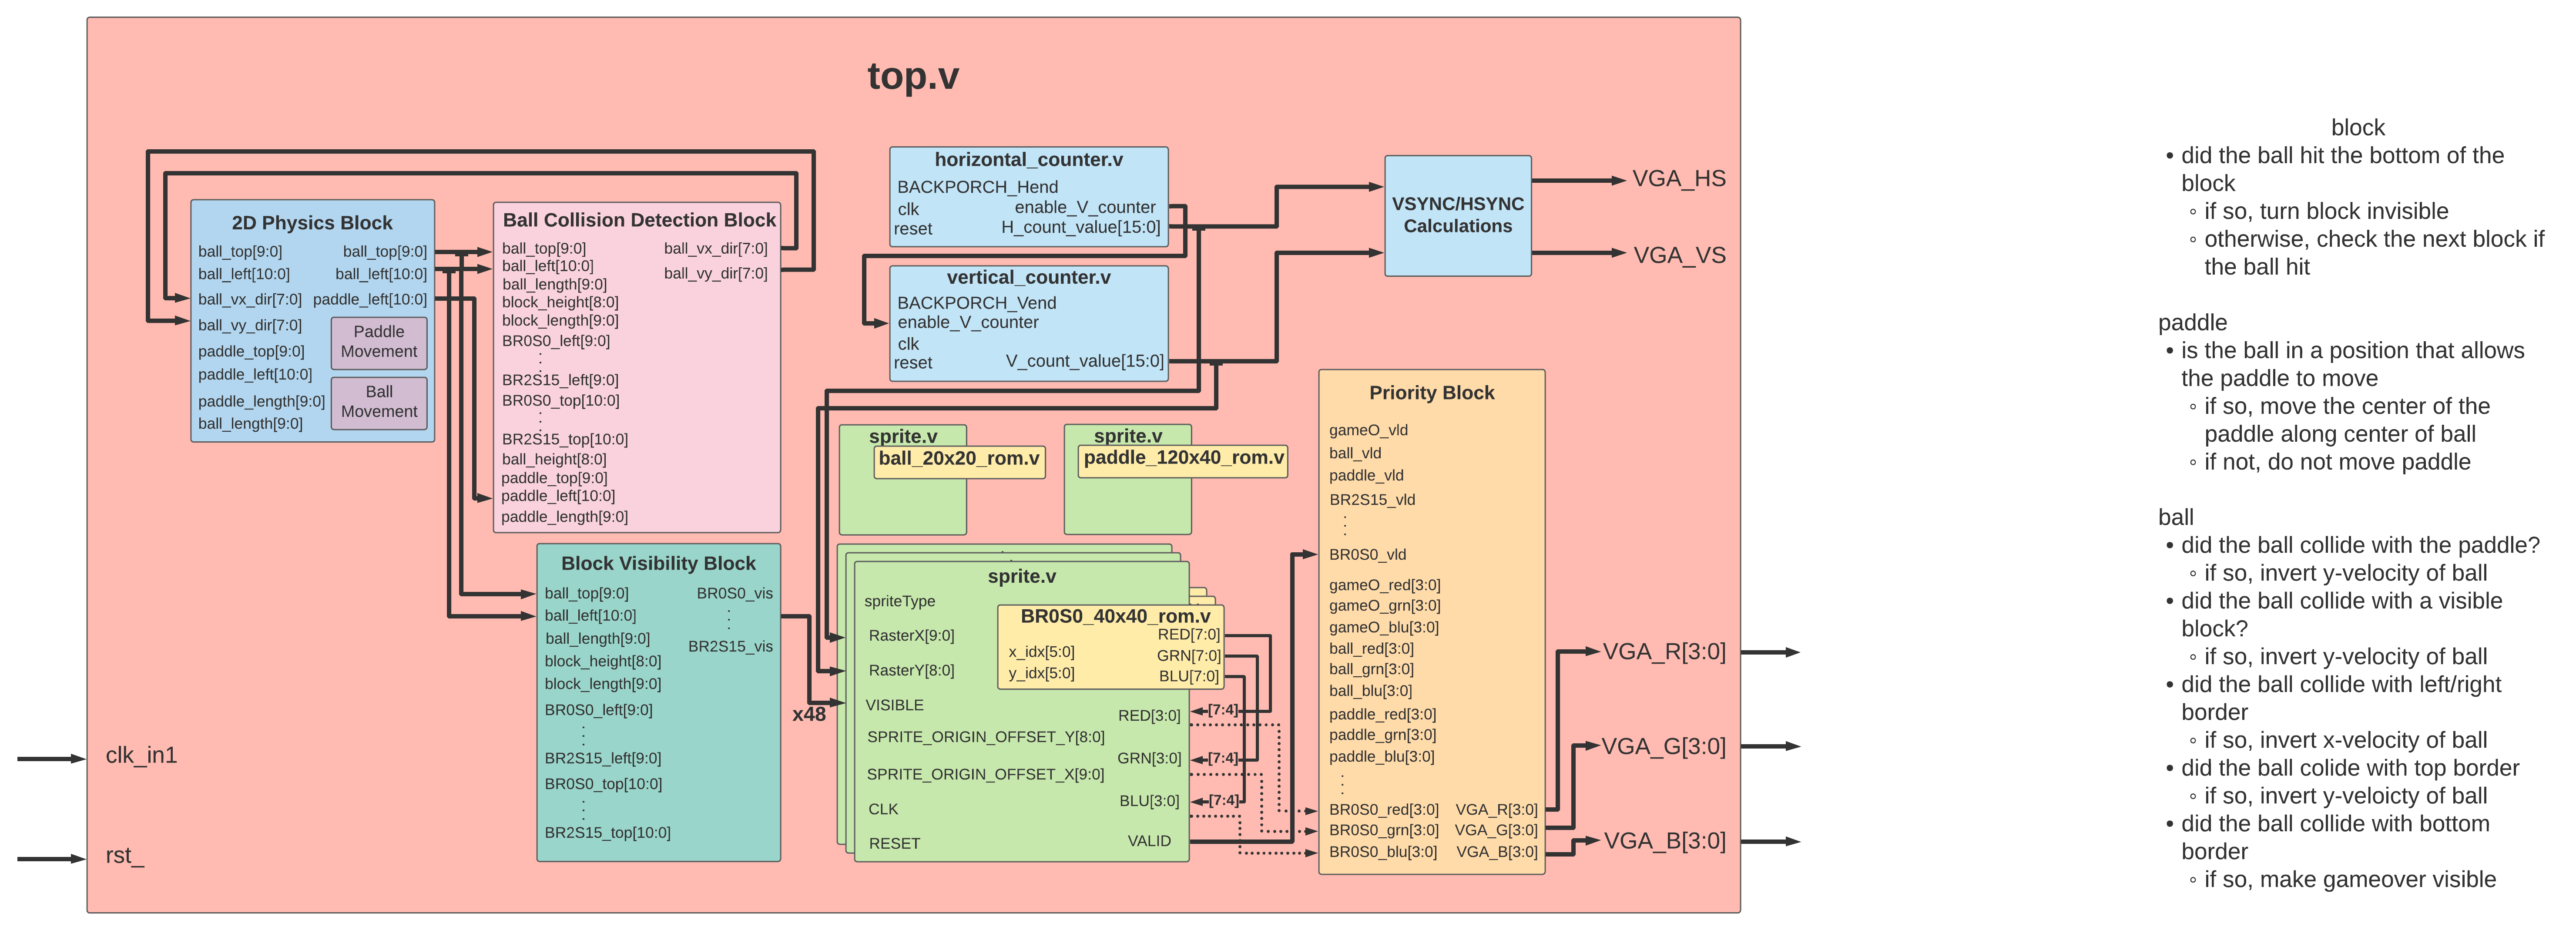 top.v
2D Physics Block
ball_top[9:0]
ball_left[10:0]
ball_vx_dir[7:0]
ball_vy_dir[7:0]
paddle_top[9:0]
paddle_left[10:0]
paddle_length[9:0]
ball_length[9:0]
ball_top[9:0]
ball_left[10:0]
paddle_left[10:0]
Paddle
Movement
Ball
Movement
Ball Collision Detection Block
ball_top[9:0]
ball_left[10:0]
ball_length[9:0]
block_height[8:0]
block_length[9:0]
BR0S0_left[9:0]
BR2S15_left[9:0]
BR0S0_top[10:0]
BR2S15_top[10:0]
ball_height[8:0]
paddle_top[9:0]
paddle_left[10:0]
paddle_length[9:0]
ball_vx_dir[7:0]
ball_vy_dir[7:0]
Block Visibility Block
ball_top[9:0]
ball_left[10:0]
ball_length[9:0]
block_height[8:0]
block_length[9:0]
BR0S0_left[9:0]
BR2S15_left[9:0]
BR0S0_top[10:0]
BR2S15_top[10:0]
BR0S0_vis
BR2S15_vis
x48
horizontal_counter.v
BACKPORCH_Hend
clk
reset
enable_V_counter
H_count_value[15:0]
vertical_counter.v
BACKPORCH_Vend
enable_V_counter
clk
reset
V_count_value[15:0]
VSYNC/HSYNC
Calculations
VGA_HS
VGA_VS
sprite.v
ball_20x20_rom.v
sprite.v
paddle_120x40_rom.v
sprite.v
spriteType
RasterX[9:0]
RasterY[8:0]
VISIBLE
SPRITE_ORIGIN_OFFSET_Y[8:0]
SPRITE_ORIGIN_OFFSET_X[9:0]
CLK
RESET
BR0S0_40x40_rom.v
x_idx[5:0]
y_idx[5:0]
RED[7:0]
GRN[7:0]
BLU[7:0]
RED[3:0]
GRN[3:0]
BLU[3:0]
VALID
[7:4]
[7:4]
[7:4]
Priority Block
gameO_vld
ball_vld
paddle_vld
BR2S15_vld
BR0S0_vld
gameO_red[3:0]
gameO_grn[3:0]
gameO_blu[3:0]
ball_red[3:0]
ball_grn[3:0]
ball_blu[3:0]
paddle_red[3:0]
paddle_grn[3:0]
paddle_blu[3:0]
BR0S0_red[3:0]
BR0S0_grn[3:0]
BR0S0_blu[3:0]
VGA_R[3:0]
VGA_G[3:0]
VGA_B[3:0]
VGA_R[3:0]
VGA_G[3:0]
VGA_B[3:0]
clk_in1
rst_
block
• did the ball hit the bottom of the
block
◦ if so, turn block invisible
◦ otherwise, check the next block if
the ball hit
paddle
• is the ball in a position that allows
the paddle to move
◦ if so, move the center of the
paddle along center of ball
◦ if not, do not move paddle
ball
• did the ball collide with the paddle?
◦ if so, invert y-velocity of ball
• did the ball collide with a visible
block?
◦ if so, invert y-velocity of ball
• did the ball collide with left/right
border
◦ if so, invert x-velocity of ball
• did the ball colide with top border
◦ if so, invert y-veloicty of ball
• did the ball collide with bottom
border
◦ if so, make gameover visible